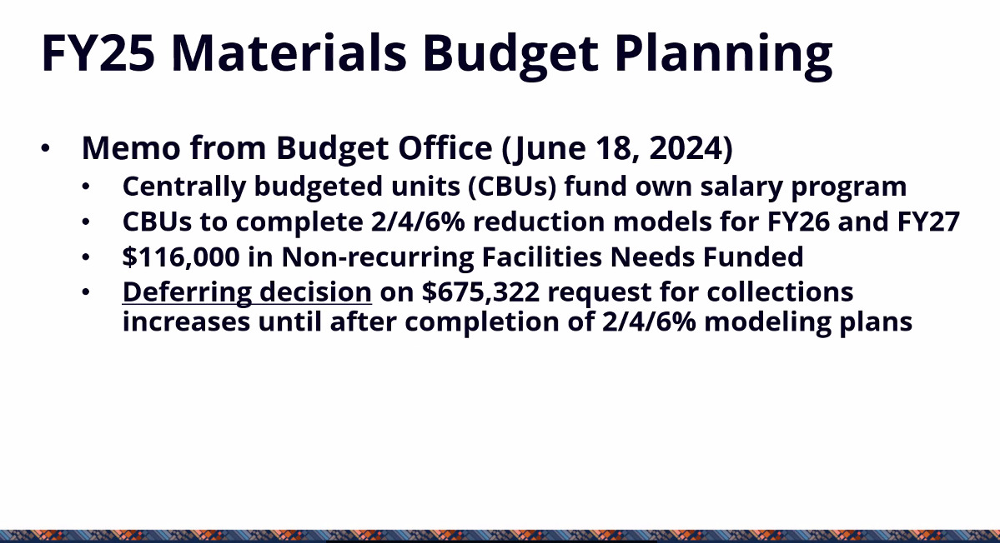 FY25 Materials Budget Planning
• Memo from Budget Office (June 18, 2024)
• Centrally budgeted units (CBUs) fund own salary program
• CBUs to complete 2/4/6% reduction models for FY26 and FY27
• $116,000 in Non-recurring Facilities Needs Funded
• Deferring decision on $675,322 request for collections
increases until after completion of 2/4/6% modeling plans